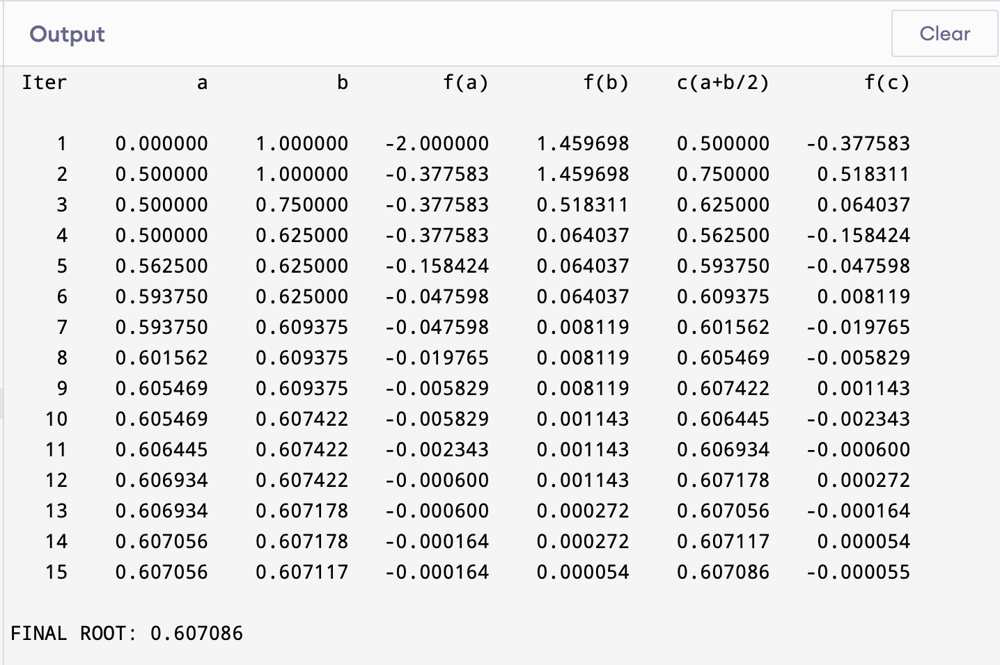 Output
Clear
Iter a b f(a) f(b) c(a+b/2) f(c)
1 0.000000 1.000000 -2.000000 1.459698 0.500000 -0.377583
2 0.500000 1.000000 -0.377583 1.459698 0.750000 0.518311
3 0.500000 0.750000 -0.377583 0.518311 0.625000 0.064037
4 0.500000 0.625000 -0.377583 0.064037 0.562500 -0.158424
5 0.562500 0.625000 -0.158424 0.064037 0.593750 -0.047598
6 0.593750 0.625000 -0.047598 0.064037 0.609375 0.008119
7 0.593750 0.609375 -0.047598 0.008119 0.601562 -0.019765
8 0.601562 0.609375 -0.019765 0.008119 0.605469 -0.005829
9 0.605469 0.609375 -0.005829 0.008119 0.607422 0.001143
10 0.605469 0.607422 -0.005829 0.001143 0.606445 -0.002343
11 0.606445 0.607422 -0.002343 0.001143 0.606934 -0.000600
12 0.606934 0.607422 -0.000600 0.001143 0.607178 0.000272
13 0.606934 0.607178 -0.000600 0.000272 0.607056 -0.000164
14 0.607056 0.607178 -0.000164 0.000272 0.607117 0.000054
15 0.607056 0.607117 -0.000164 0.000054 0.607086 -0.000055
FINAL ROOT: 0.607086